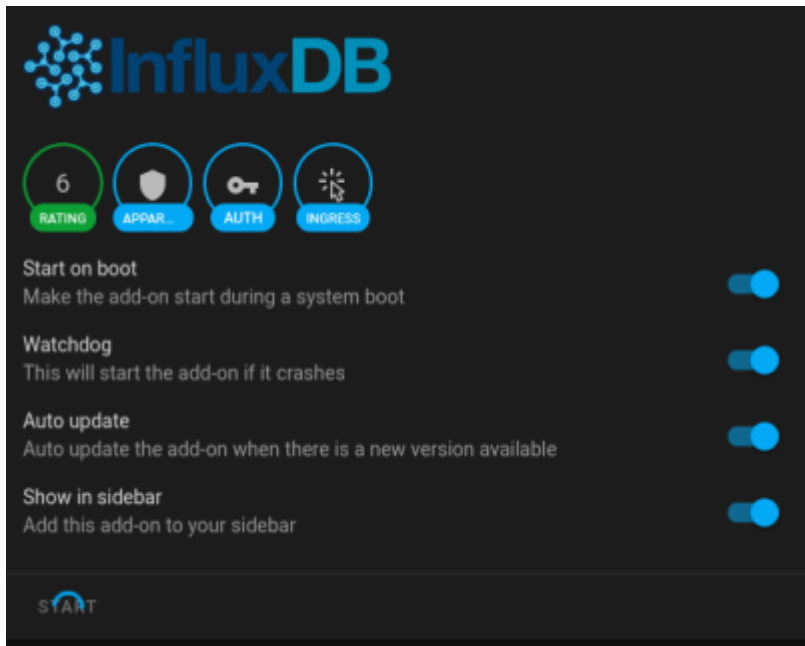 InfluxDB
6
RATING APPAR... AUTH INGRESS
Start on boot
Make the add-on start during a system boot
Watchdog
This will start the add-on if it crashes
Auto update
Auto update the add-on when there is a new version available
Show in sidebar
Add this add-on to your sidebar
START